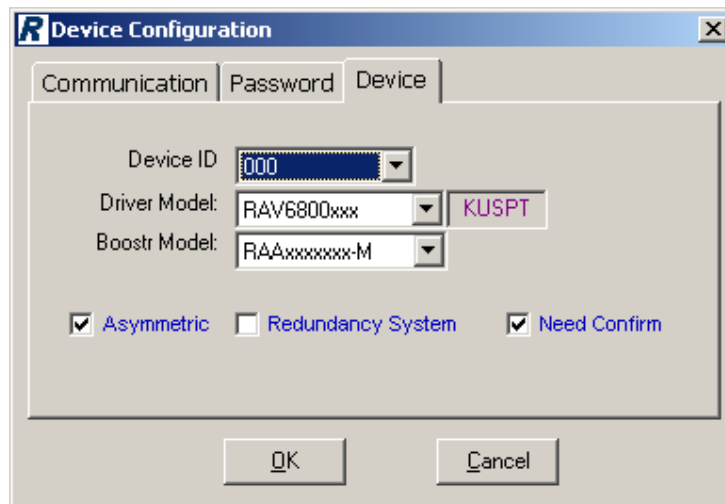 R Device Configuration
Communication Password Device
Device ID 000
Driver Model: RAV6800xxx KUSPT
Boostr Model: RAAxxxxxxx-M
Asymmetric Redundancy System Need Confirm
OK Cancel